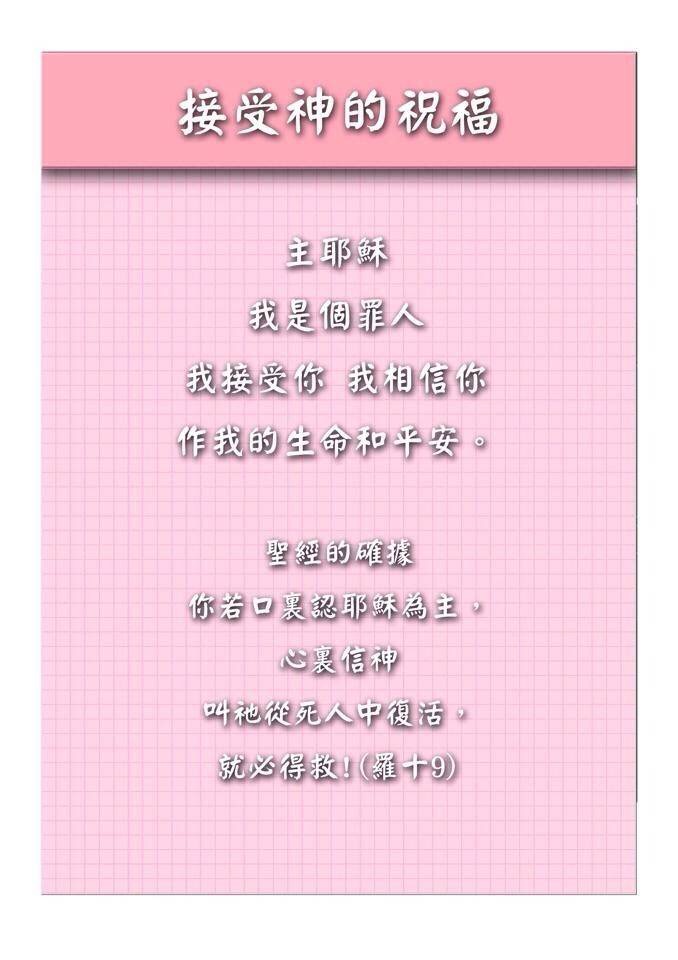 接受神的祝福
主耶穌
我是個罪人
我接受你 我相信你
作我的生命和平安。
聖經的確據
你若口裏認耶穌為主，
心裏信神
叫祂從死人中復活，
就必得救!(羅十9)